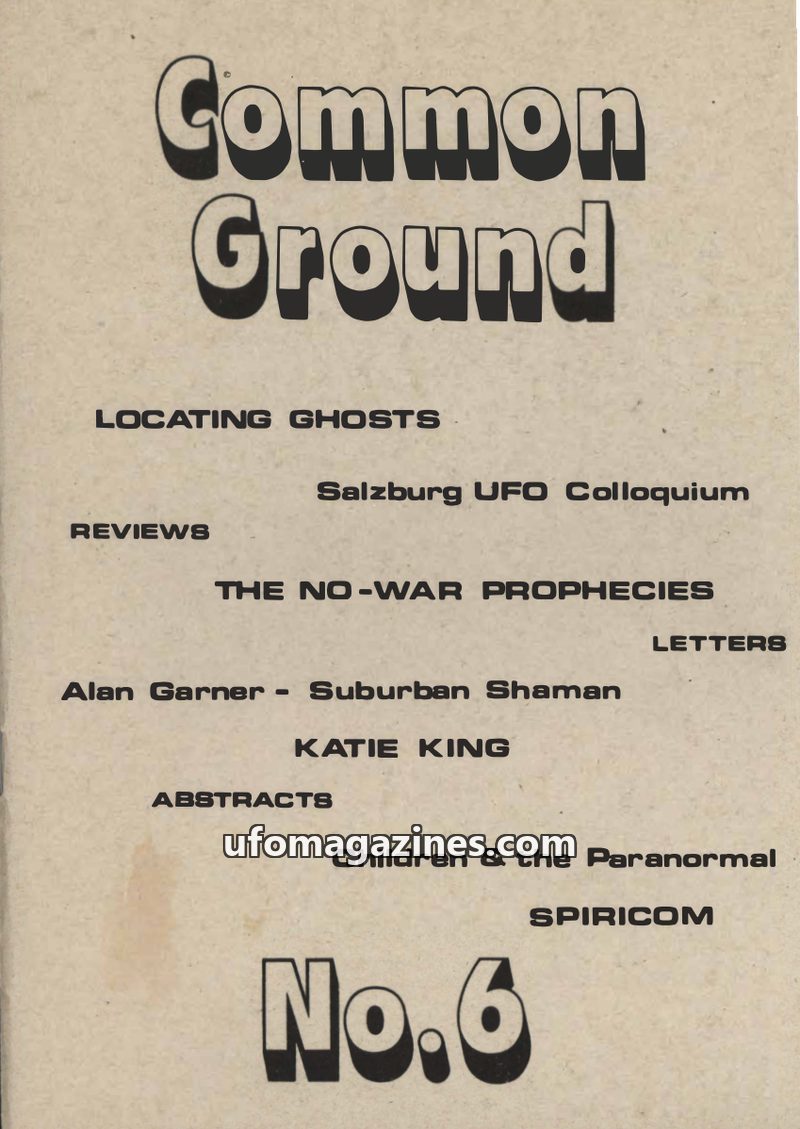 Common
©
Ground
LOCATING GHOSTS
Salzburg UFO Colloquium
REVIEWS
THE NO-WAR PROPHECIES
LETTERS
Alan Garner - Suburban Shaman
KATIE KING
ABSTRACTS
ufomagazines.com
Children & the Paranormal
SPIRICOM
No.6